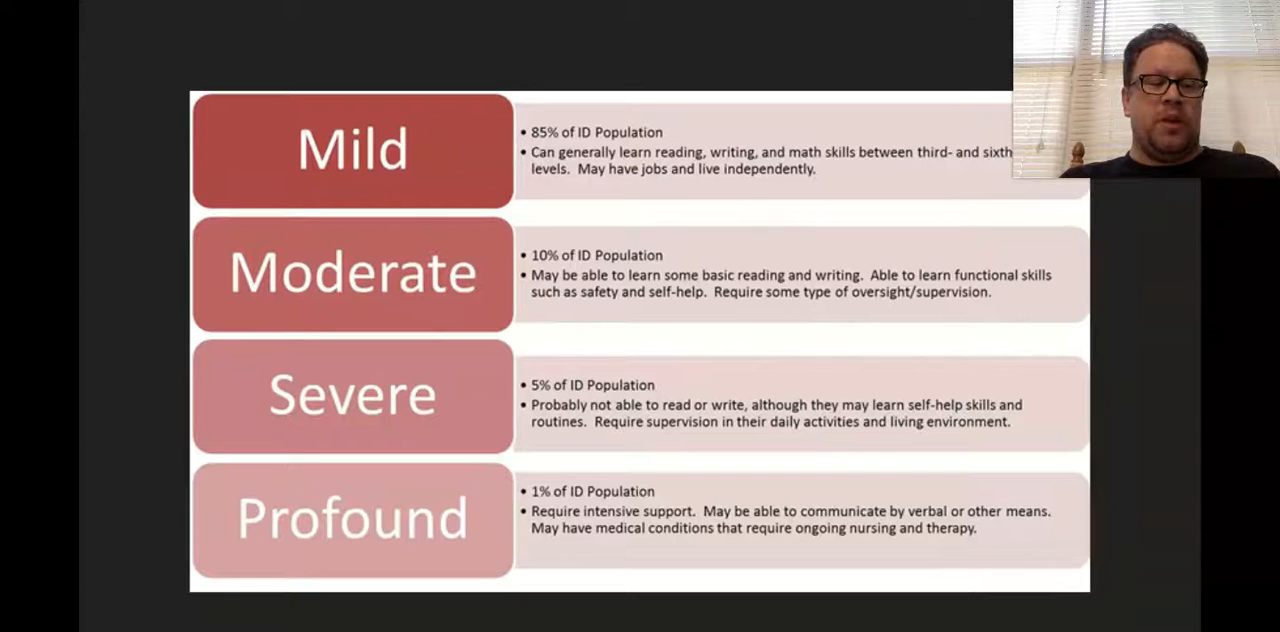 Mild
• 85% of ID Population
• Can generally learn reading, writing, and math skills between third- and sixth
levels.  May have jobs and live independently.
Moderate
• 10% of ID Population
• May be able to learn some basic reading and writing.  Able to learn functional skills
such as safety and self-help.  Require some type of oversight/supervision.
Severe
• 5% of ID Population
• Probably not able to read or write, although they may learn self-help skills and
routines.  Require supervision in their daily activities and living environment.
Profound
• 1% of ID Population
• Require intensive support.  May be able to communicate by verbal or other means.
May have medical conditions that require ongoing nursing and therapy.